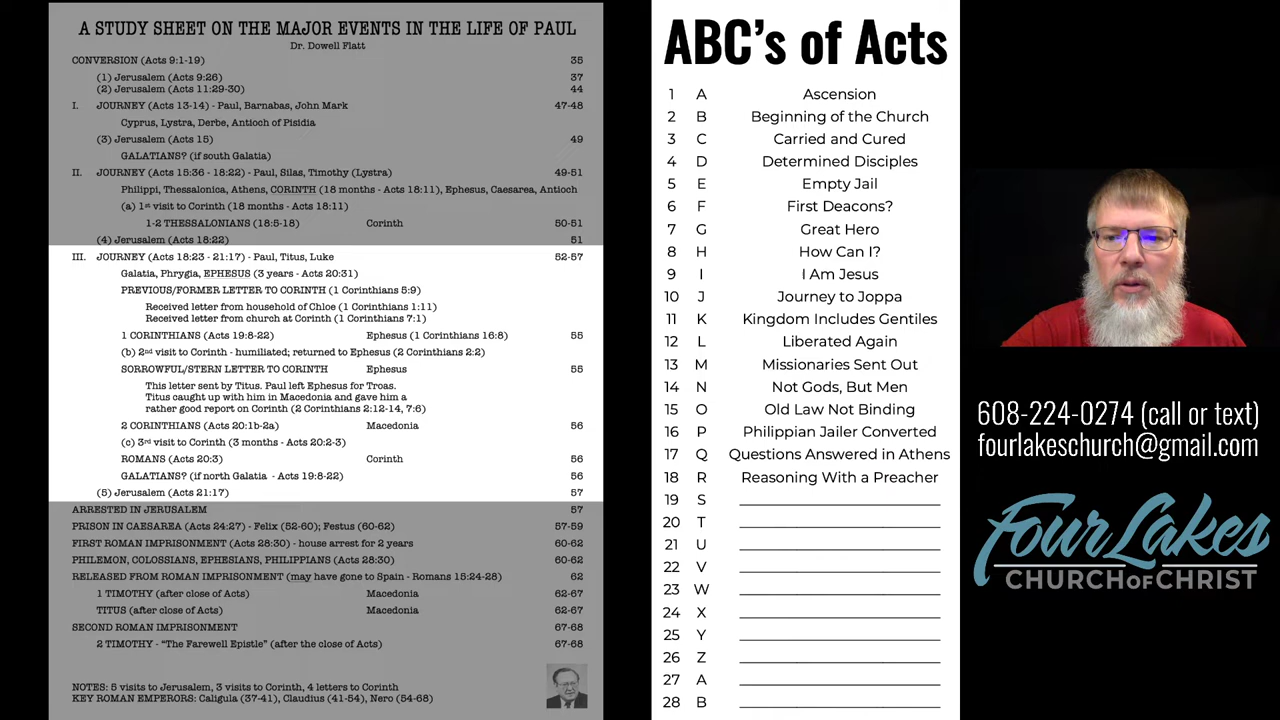 A STUDY SHEET ON THE MAJOR EVENTS IN THE LIFE OF PAUL
Dr. Dowell Flatt
CONVERSION (Acts 9:1-19) 35
(1) Jerusalem (Acts 9:26) 37
(2) Jerusalem (Acts 11:29-30) 44
I. JOURNEY (Acts 13-14) - Paul, Barnabas, John Mark 47-48
Cyprus, Lystra, Derbe, Antioch of Pisidia
(3) Jerusalem (Acts 15) 49
GALATIANS? (if south Galatia)
II. JOURNEY (Acts 15:36 - 18:22) - Paul, Silas, Timothy (Lystra) 49-51
Philippi, Thessalonica, Athens, CORINTH (18 months - Acts 18:11), Ephesus, Caesarea, Antioch
(a) 1st visit to Corinth (18 months - Acts 18:11)
1-2 THESSALONIANS (18:5-18) Corinth 50-51
(4) Jerusalem (Acts 18:22) 51
III. JOURNEY (Acts 18:23 - 21:17) - Paul, Titus, Luke 52-57
Galatia, Phrygia, EPHESUS (3 years - Acts 20:31)
PREVIOUS/FORMER LETTER TO CORINTH (1 Corinthians 5:9)
Received letter from household of Chloe (1 Corinthians 1:11)
Received letter from church at Corinth (1 Corinthians 7:1)
1 CORINTHIANS (Acts 19:8-22) Ephesus (1 Corinthians 16:8) 55
(b) 2nd visit to Corinth - humiliated; returned to Ephesus (2 Corinthians 2:2)
SORROWFUL/STERN LETTER TO CORINTH Ephesus 55
This letter sent by Titus. Paul left Ephesus for Troas.
Titus caught up with him in Macedonia and gave him a
rather good report on Corinth (2 Corinthians 2:12-14, 7:6)
2 CORINTHIANS (Acts 20:1b-2a) Macedonia 56
(c) 3rd visit to Corinth (3 months - Acts 20:2-3)
ROMANS (Acts 20:3) Corinth 56
GALATIANS? (if north Galatia - Acts 19:8-22) 56
(5) Jerusalem (Acts 21:17) 57
ARRESTED IN JERUSALEM 57
PRISON IN CAESAREA (Acts 24:27) - Felix (52-60); Festus (60-62) 57-59
FIRST ROMAN IMPRISONMENT (Acts 28:30) - house arrest for 2 years 60-62
PHILEMON, COLOSSIANS, EPHESIANS, PHILIPPIANS (Acts 28:30) 60-62
RELEASED FROM ROMAN IMPRISONMENT (may have gone to Spain - Romans 15:24-28) 62
1 TIMOTHY (after close of Acts) Macedonia 62-67
TITUS (after close of Acts) Macedonia 62-67
SECOND ROMAN IMPRISONMENT 67-68
2 TIMOTHY - “The Farewell Epistle” (after the close of Acts) 67-68
NOTES: 5 visits to Jerusalem, 3 visits to Corinth, 4 letters to Corinth
KEY ROMAN EMPERORS: Caligula (37-41), Claudius (41-54), Nero (54-68)
ABC’s of Acts
1 A Ascension
2 B Beginning of the Church
3 C Carried and Cured
4 D Determined Disciples
5 E Empty Jail
6 F First Deacons?
7 G Great Hero
8 H How Can I?
9 I I Am Jesus
10 J Journey to Joppa
11 K Kingdom Includes Gentiles
12 L Liberated Again
13 M Missionaries Sent Out
14 N Not Gods, But Men
15 O Old Law Not Binding
16 P Philippian Jailer Converted
17 Q Questions Answered in Athens
18 R Reasoning With a Preacher
19 S
20 T
21 U
22 V
23 W
24 X
25 Y
26 Z
27 A
28 B
608-224-0274 (call or text)
fourlakeschurch@gmail.com
Four Lakes
CHURCH OF CHRIST